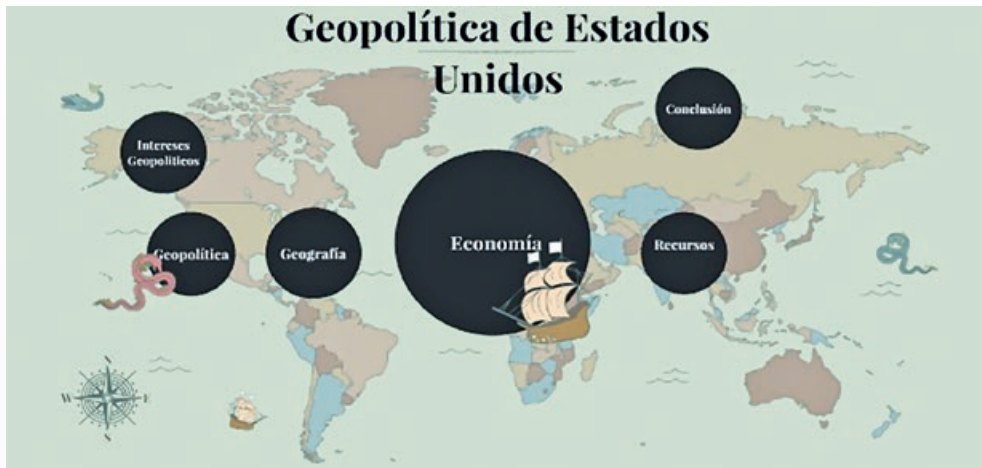 Geopolítica de Estados
Unidos
Conclusión
Intereses
Geopolíticos
Geopolítica
Geografía
Economía
Recursos
N
W
E
S